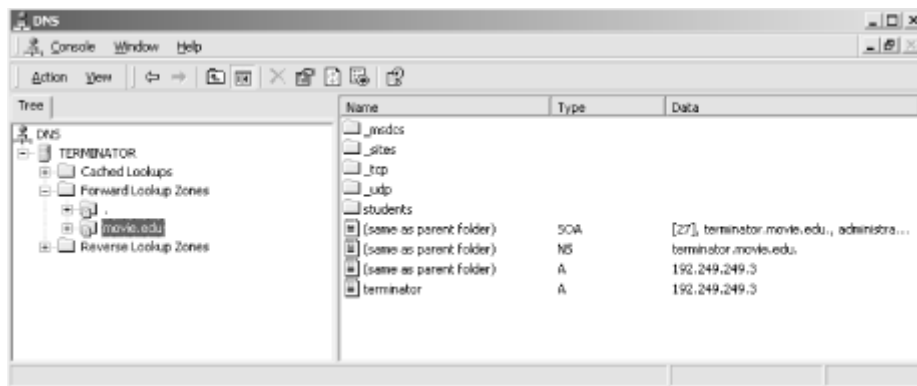 DNS
Console Window Help
Action View
Tree
Name Type Data
DNS
TERMINATOR
Cached Lookups
Forward Lookup Zones
.
movie.edu
Reverse Lookup Zones
_msdcs
_sites
_tcp
_udp
students
(same as parent folder) SOA [27], terminator.movie.edu., administra...
(same as parent folder) NS terminator.movie.edu.
(same as parent folder) A 192.249.249.3
terminator A 192.249.249.3